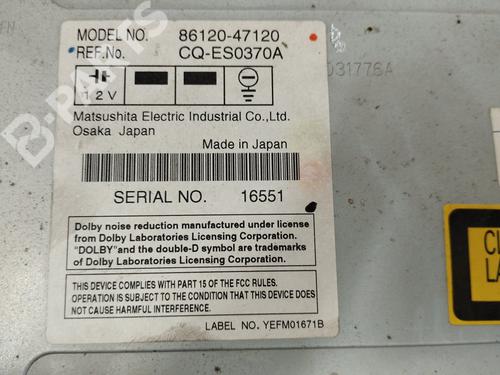 MODEL NO. 86120-47120
REF.No. CQ-ES0370A
031776A
12V
Matsushita Electric Industrial Co.,Ltd.
Osaka Japan
Made in Japan
SERIAL NO. 16551
Dolby noise reduction manufactured under license
from Dolby Laboratories Licensing Corporation.
"DOLBY"and the double-D symbol are trademarks
of Dolby Laboratories Licensing Corporation.
THIS DEVICE COMPLIES WITH PART 15 OF THE FCC RULES.
OPERATION IS SUBJECT TO THE CONDITION THAT THIS DEVICE DOES
NOT CAUSE HARMFUL INTERFERENCE.
LABEL NO. YEFM01671B
B-PARTS